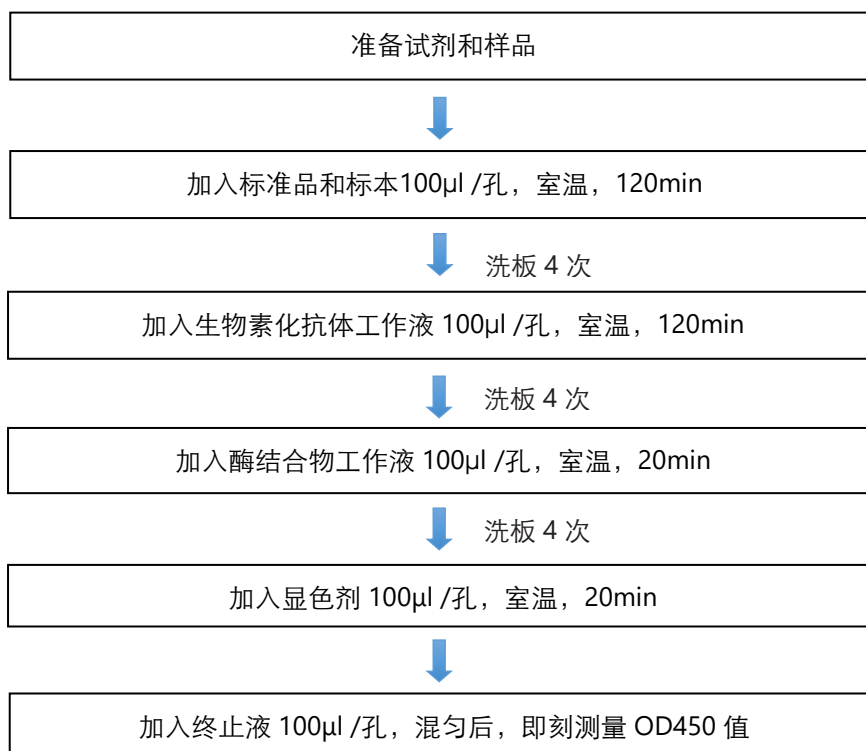 准备试剂和样品
加入标准品和标本100μl /孔，室温，120min
洗板 4 次
加入生物素化抗体工作液 100μl /孔，室温，120min
洗板 4 次
加入酶结合物工作液 100μl /孔，室温，20min
洗板 4 次
加入显色剂 100μl /孔，室温，20min
加入终止液 100μl /孔，混匀后，即刻测量 OD450 值